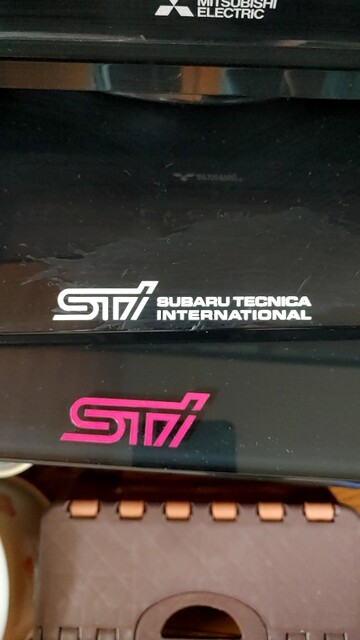 MITSUBISHI
ELECTRIC
STI SUBARU TECNICA
INTERNATIONAL
STI